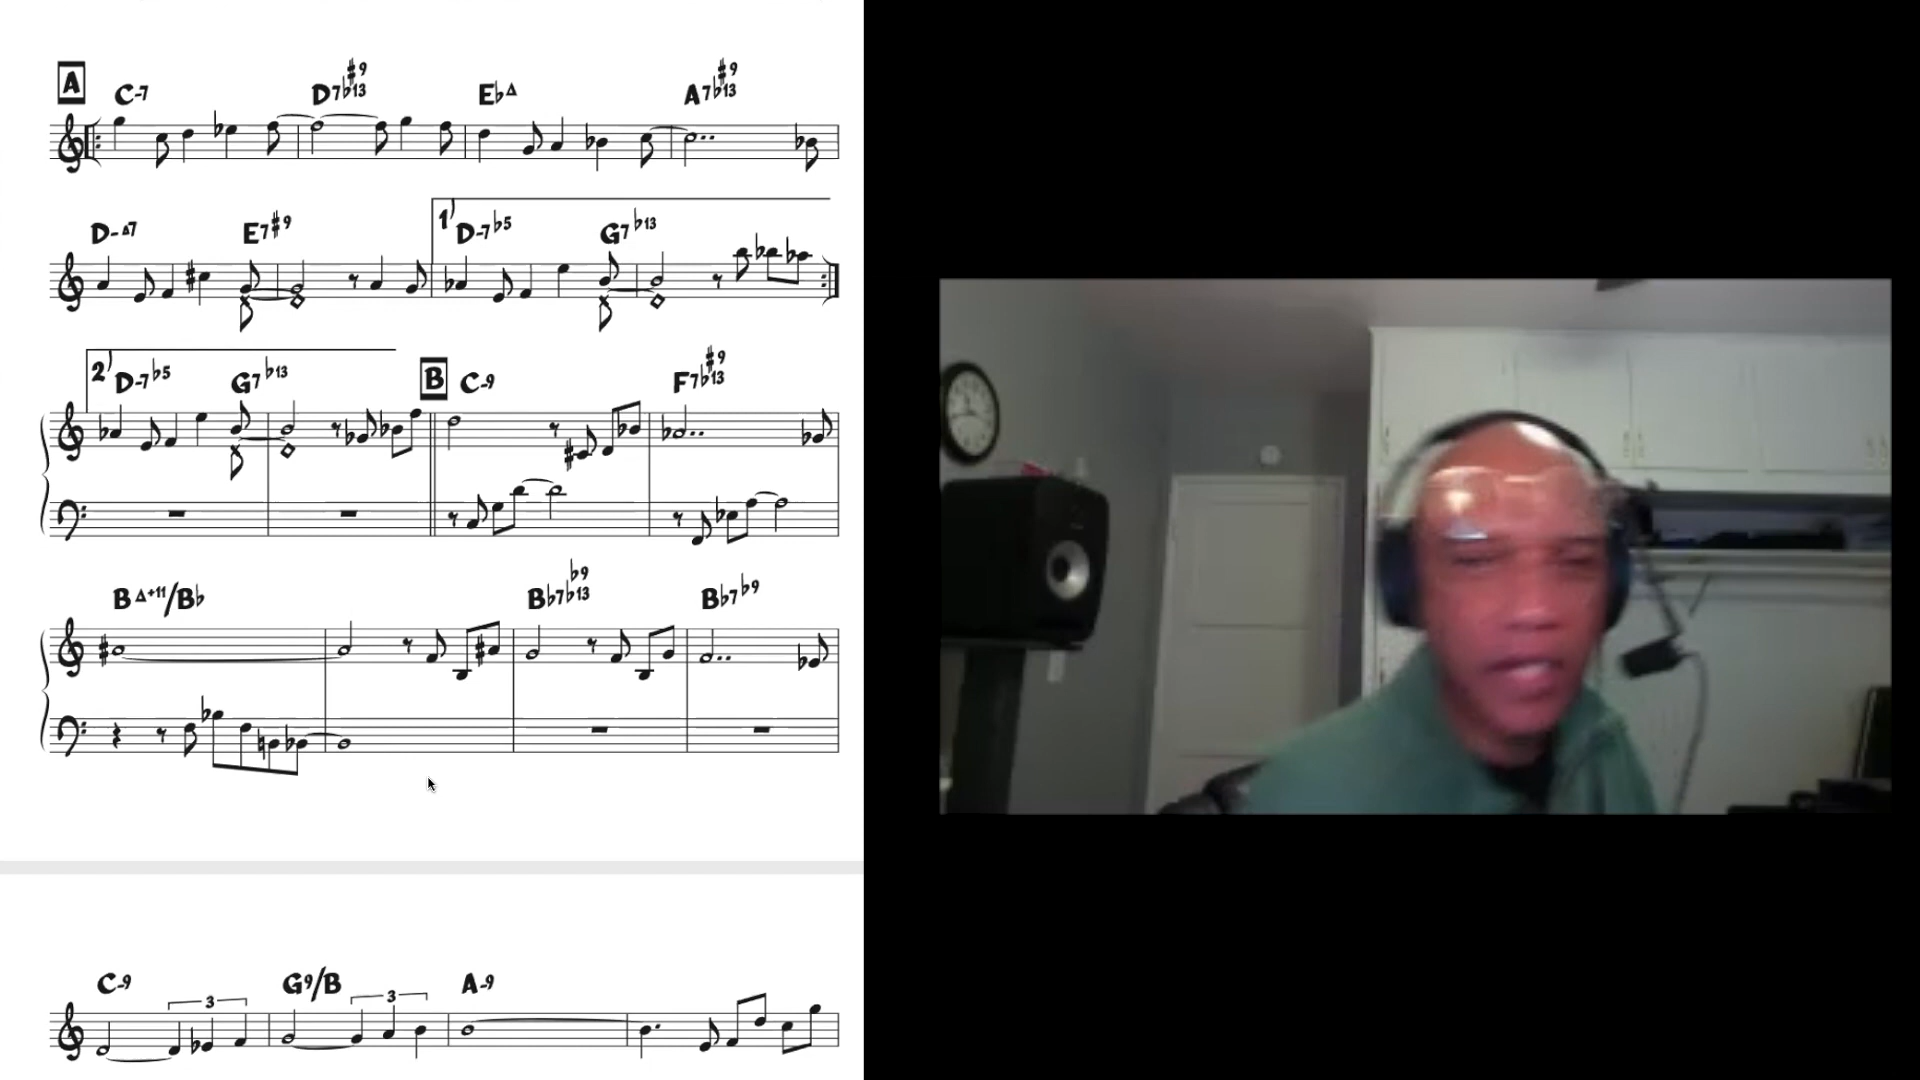 A C-7 D7♭13♯9 E♭Δ A7♭13♯9
D-Δ7 E7♯9 1) D-7♭5 G7♭13
2) D-7♭5 G7♭13 B C-9 F7♭13♯9
BΔ+11/B♭ B♭7♭13♭9 B♭7♭9
C-9 3 G9/B 3 A-9